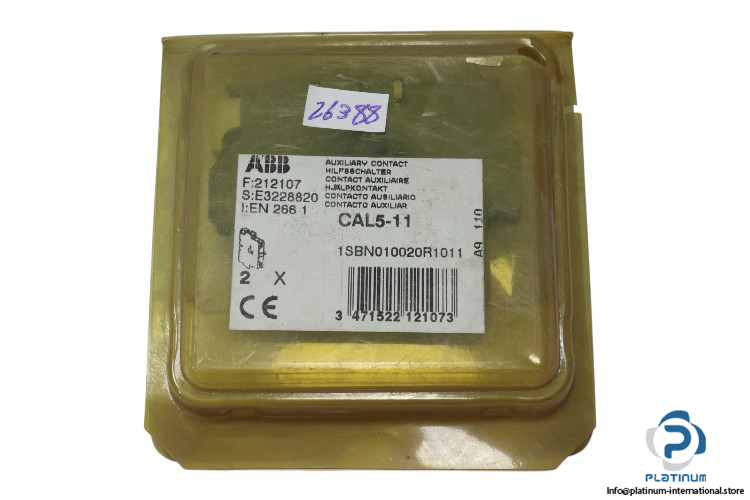 26388
ABB
AUXILIARY CONTACT
HILFSSCHALTER
CONTACT AUXILIAIRE
HJÄLPKONTAKT
CONTACTO AUSILIARIO
CONTACTO AUXILIAR
F:212107
S:E3228820
I:EN 266 1
CAL5-11
1SBN010020R1011
A9 110
2 X
CE
3 471522 121073
PLATINUM
Info@platinum-international.store